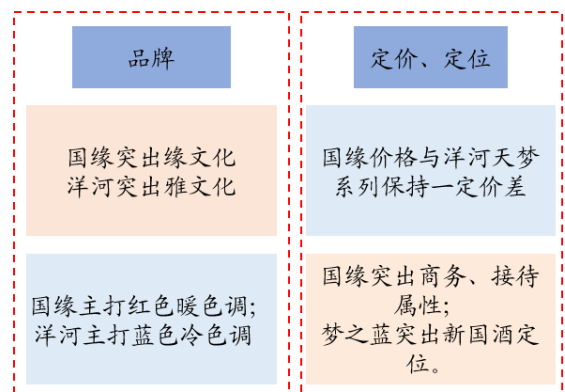 品牌
国缘突出缘文化
洋河突出雅文化
国缘主打红色暖色调;
洋河主打蓝色冷色调
定价、定位
国缘价格与洋河天梦
系列保持一定价差
国缘突出商务、接待
属性;
梦之蓝突出新国酒定
位。